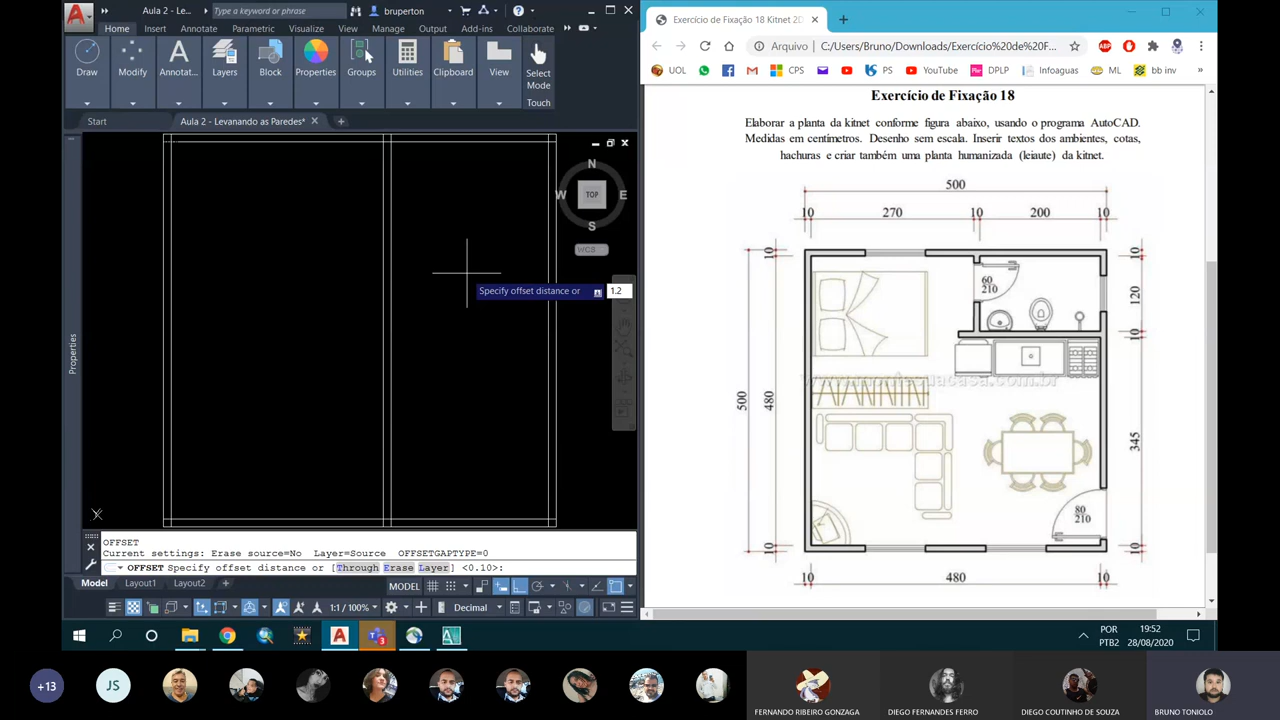 Aula 2 - Le...
Type a keyword or phrase
bruperton
Home Insert Annotate Parametric Visualize View Manage Output Add-ins Collaborate
Draw Modify Annotat... Layers Block Properties Groups Utilities Clipboard View Select Mode
Touch
Start Aula 2 - Levanando as Paredes*
N
W TOP E
S
WCS
Specify offset distance or 1.2
Properties
Y
OFFSET
Current settings: Erase source=No Layer=Source OFFSETGAPTYPE=0
OFFSET Specify offset distance or [Through Erase Layer] <0.10>:
Model Layout1 Layout2
MODEL
1:1 / 100% Decimal
Exercício de Fixação 18 Kitnet 2D
Arquivo C:/Users/Bruno/Downloads/Exercício%20de%20F...
ABP
UOL Gmail CPS PS YouTube DPLP Infoaguas ML bb inv
Exercício de Fixação 18
Elaborar a planta da kitnet conforme figura abaixo, usando o programa AutoCAD.
Medidas em centímetros. Desenho sem escala. Inserir textos dos ambientes, cotas,
hachuras e criar também uma planta humanizada (leiaute) da kitnet.
500
10 270 10 200 10
10 10
60
210
120
10
500 480
345
80
210
10 10
10 480 10
POR
PTB2
19:52
28/08/2020
+13
JS
FERNANDO RIBEIRO GONZAGA
DIEGO FERNANDES FERRO
DIEGO COUTINHO DE SOUZA
BRUNO TONIOLO